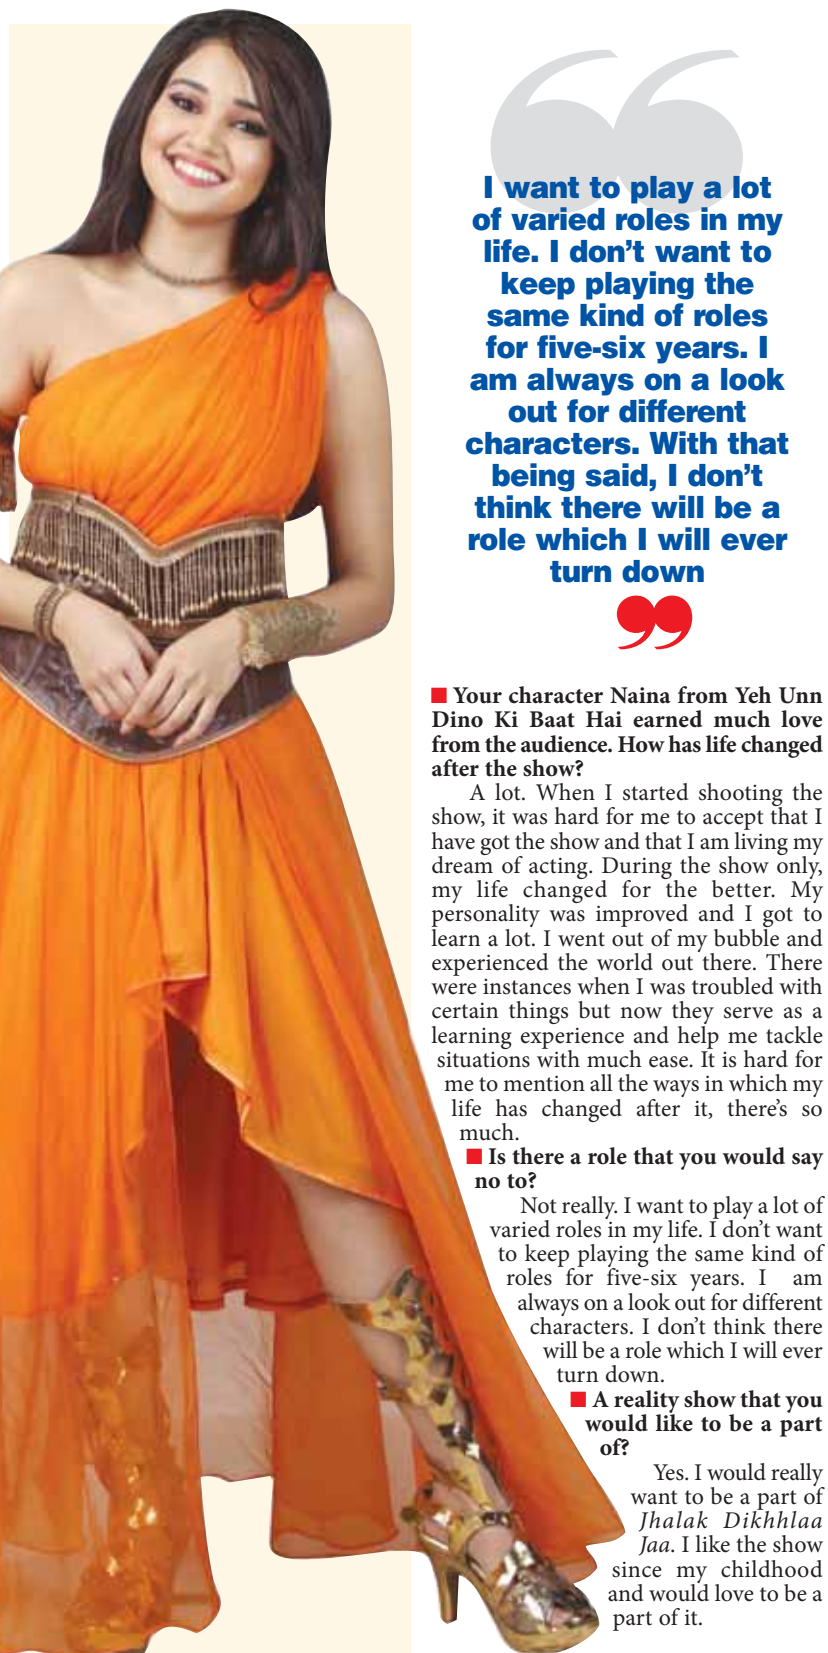 I want to play a lot
of varied roles in my
life. I don’t want to
keep playing the
same kind of roles
for five-six years. I
am always on a look
out for different
characters. With that
being said, I don’t
think there will be a
role which I will ever
turn down
■ Your character Naina from Yeh Unn
Dino Ki Baat Hai earned much love
from the audience. How has life changed
after the show?
A lot. When I started shooting the
show, it was hard for me to accept that I
have got the show and that I am living my
dream of acting. During the show only,
my life changed for the better. My
personality was improved and I got to
learn a lot. I went out of my bubble and
experienced the world out there. There
were instances when I was troubled with
certain things but now they serve as a
learning experience and help me tackle
situations with much ease. It is hard for
me to mention all the ways in which my
life has changed after it, there’s so
much.
■ Is there a role that you would say
no to?
Not really. I want to play a lot of
varied roles in my life. I don’t want
to keep playing the same kind of
roles for five-six years. I am
always on a look out for different
characters. I don’t think there
will be a role which I will ever
turn down.
■ A reality show that you
would like to be a part
of?
Yes. I would really
want to be a part of
Jhalak Dikhhlaa
Jaa. I like the show
since my childhood
and would love to be a
part of it.